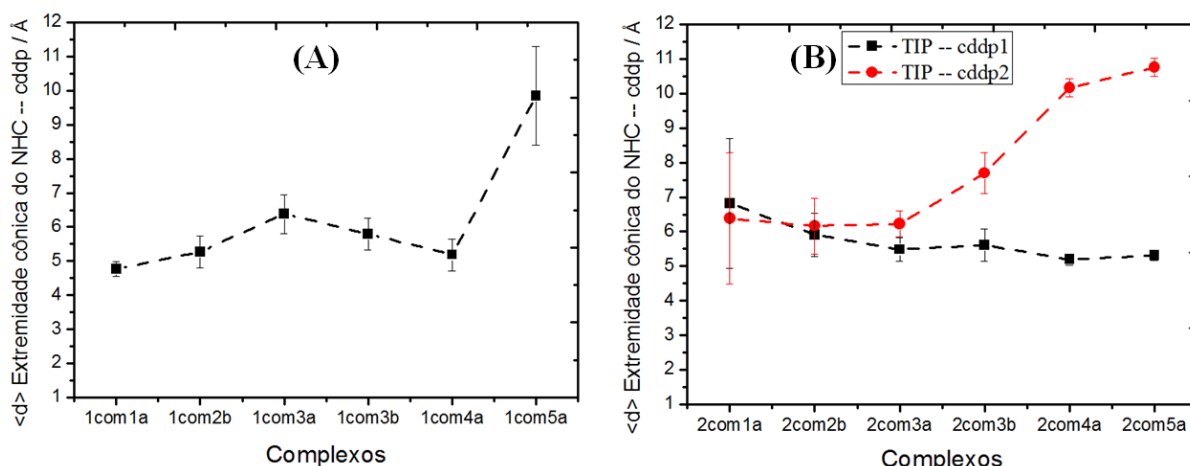 (A)
<d> Extremidade cônica do NHC -- cddp / Å
12
11
10
9
8
7
6
5
4
3
2
1
1com1a 1com2b 1com3a 1com3b 1com4a 1com5a
Complexos
(B)
TIP -- cddp1
TIP -- cddp2
<d> Extremidade cônica do NHC -- cddp / Å
12
11
10
9
8
7
6
5
4
3
2
1
2com1a 2com2b 2com3a 2com3b 2com4a 2com5a
Complexos